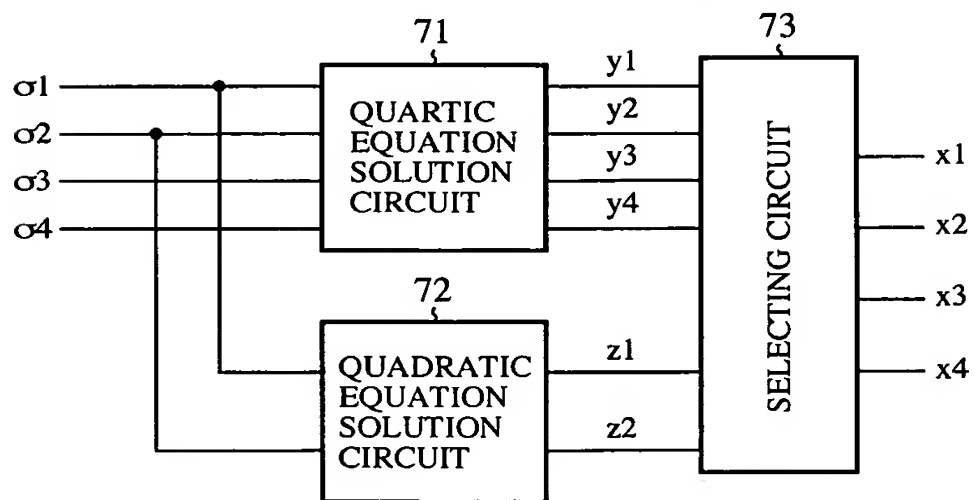 71
73
σ1
σ2
σ3
σ4
QUARTIC
EQUATION
SOLUTION
CIRCUIT
y1
y2
y3
y4
SELECTING CIRCUIT
x1
x2
x3
x4
72
QUADRATIC
EQUATION
SOLUTION
CIRCUIT
z1
z2